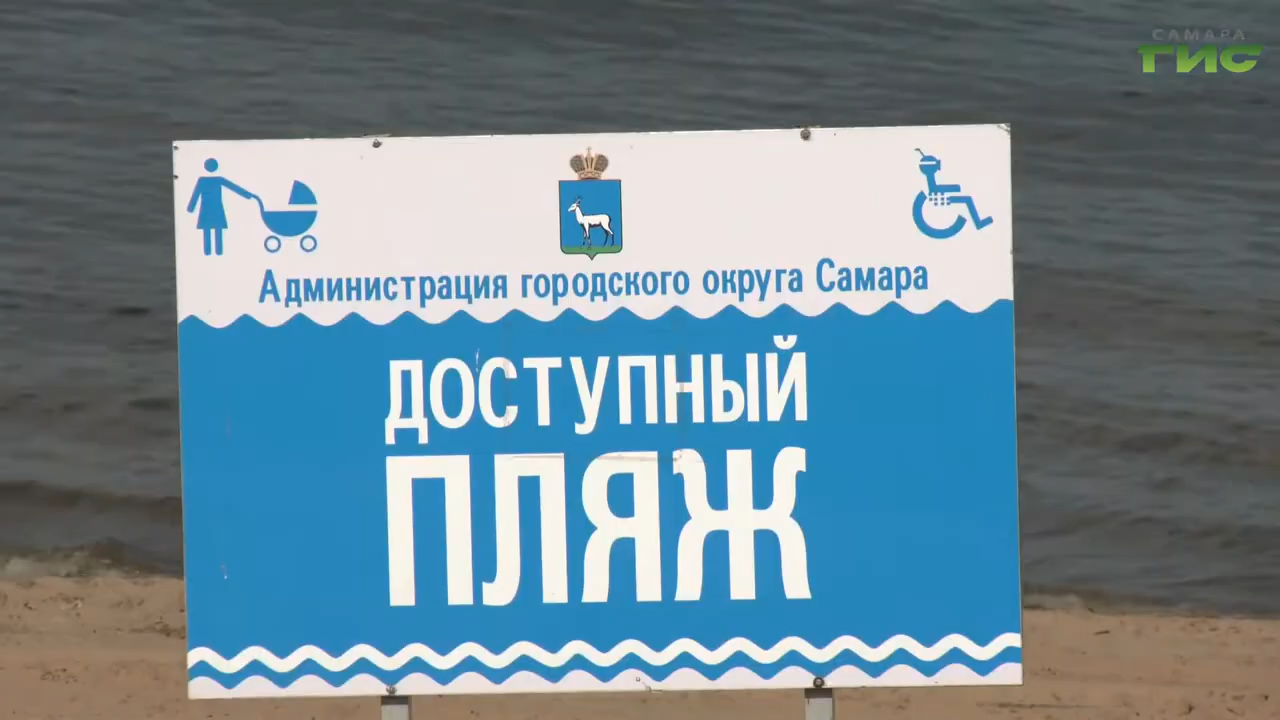 САМАРА
ГИС
Администрация городского округа Самара
ДОСТУПНЫЙ
ПЛЯЖ